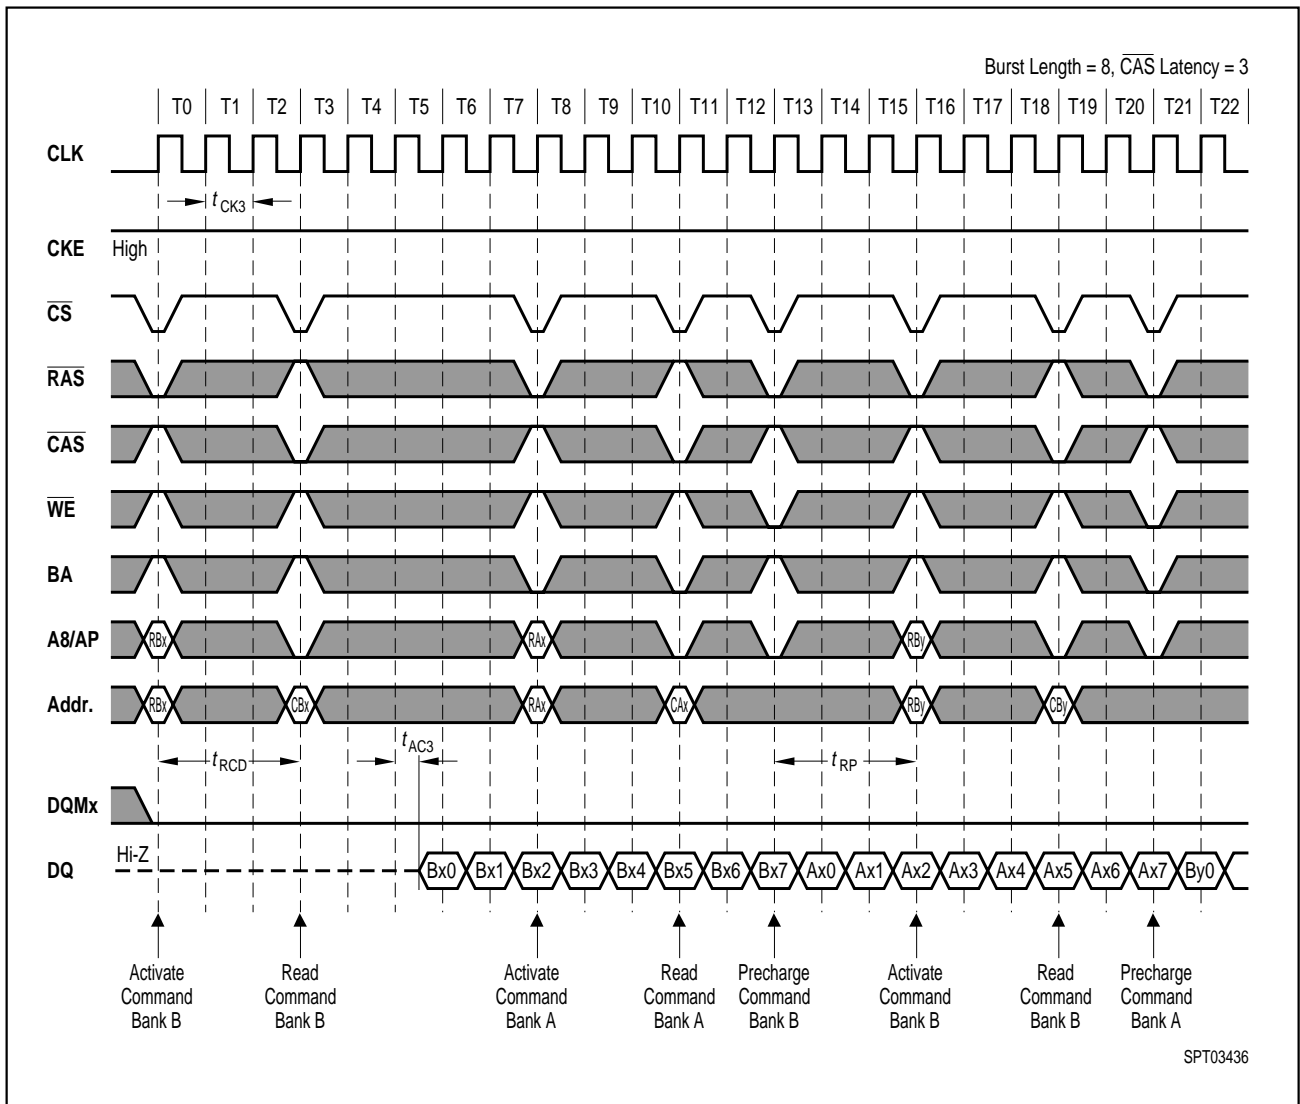 Burst Length = 8, CAS Latency = 3
T0 T1 T2 T3 T4 T5 T6 T7 T8 T9 T10 T11 T12 T13 T14 T15 T16 T17 T18 T19 T20 T21 T22
CLK
t CK3
CKE High
CS
RAS
CAS
WE
BA
A8/AP RBx RAx RBy
Addr. RBx CBx RAx CAx RBy CBy
t AC3
t RCD t RP
DQMx
Hi-Z
DQ Bx0 Bx1 Bx2 Bx3 Bx4 Bx5 Bx6 Bx7 Ax0 Ax1 Ax2 Ax3 Ax4 Ax5 Ax6 Ax7 By0
Activate Command Bank B
Read Command Bank B
Activate Command Bank A
Read Command Bank A
Precharge Command Bank B
Activate Command Bank B
Read Command Bank B
Precharge Command Bank A
SPT03436